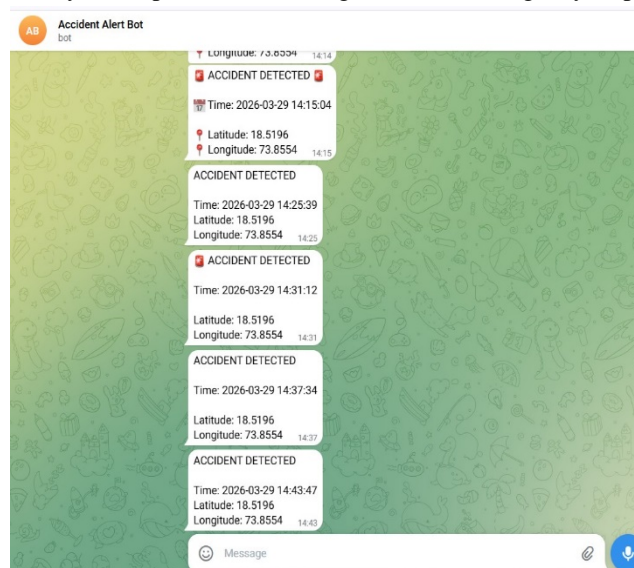 AB
Accident Alert Bot
bot
📍 Longitude: 73.8554 14:14
🚨 ACCIDENT DETECTED 🚨
📅 Time: 2026-03-29 14:15:04
📍 Latitude: 18.5196
📍 Longitude: 73.8554 14:15
ACCIDENT DETECTED
Time: 2026-03-29 14:25:39
Latitude: 18.5196
Longitude: 73.8554 14:25
🚨 ACCIDENT DETECTED
Time: 2026-03-29 14:31:12
Latitude: 18.5196
Longitude: 73.8554 14:31
ACCIDENT DETECTED
Time: 2026-03-29 14:37:34
Latitude: 18.5196
Longitude: 73.8554 14:37
ACCIDENT DETECTED
Time: 2026-03-29 14:43:47
Latitude: 18.5196
Longitude: 73.8554 14:43
Message